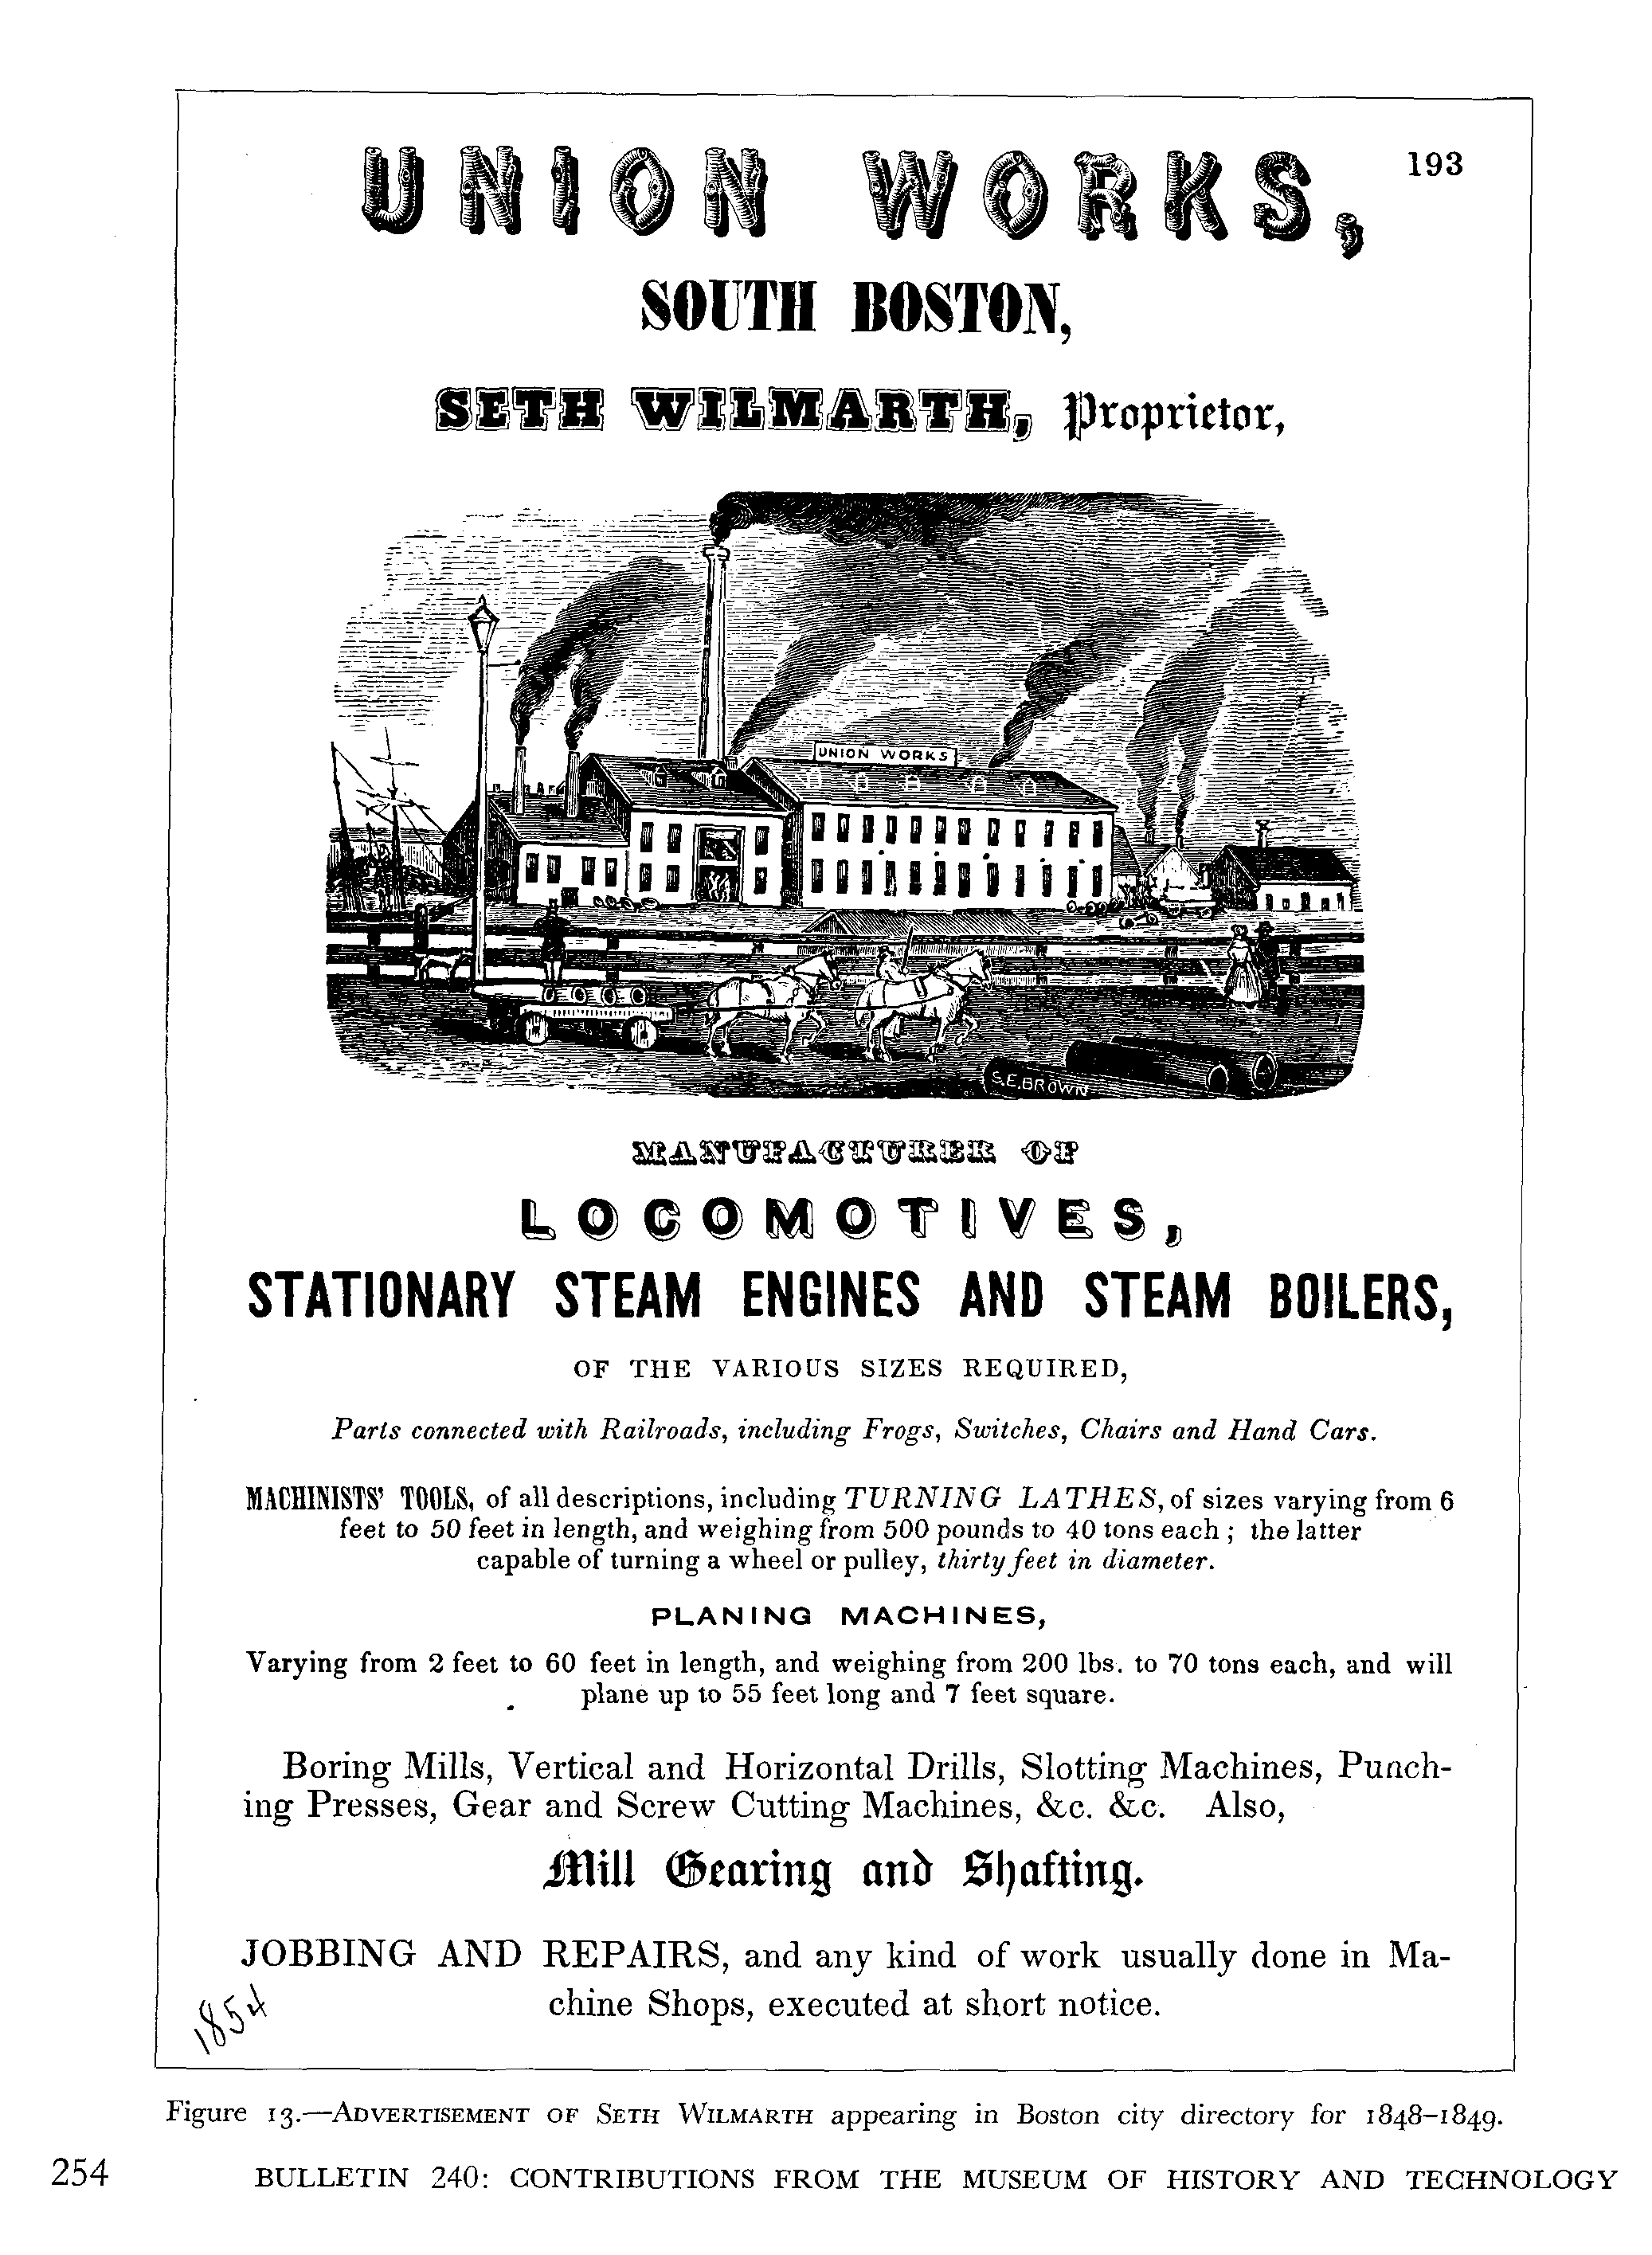 193
UNION WORKS,
SOUTH BOSTON,
SETH WILMARTH, Proprietor,
UNION WORKS
S.E.BROWN
MANUFACTURER OF
LOCOMOTIVES,
STATIONARY STEAM ENGINES AND STEAM BOILERS,
OF THE VARIOUS SIZES REQUIRED,
Parts connected with Railroads, including Frogs, Switches, Chairs and Hand Cars.
MACHINISTS' TOOLS, of all descriptions, including TURNING LATHES, of sizes varying from 6
feet to 50 feet in length, and weighing from 500 pounds to 40 tons each; the latter
capable of turning a wheel or pulley, thirty feet in diameter.
PLANING MACHINES,
Varying from 2 feet to 60 feet in length, and weighing from 200 lbs. to 70 tons each, and will
plane up to 55 feet long and 7 feet square.
Boring Mills, Vertical and Horizontal Drills, Slotting Machines, Punch-
ing Presses, Gear and Screw Cutting Machines, &c. &c. Also,
Mill Gearing and Shafting.
JOBBING AND REPAIRS, and any kind of work usually done in Ma-
chine Shops, executed at short notice.
1854
Figure 13.—ADVERTISEMENT OF SETH WILMARTH appearing in Boston city directory for 1848–1849.
254 BULLETIN 240: CONTRIBUTIONS FROM THE MUSEUM OF HISTORY AND TECHNOLOGY